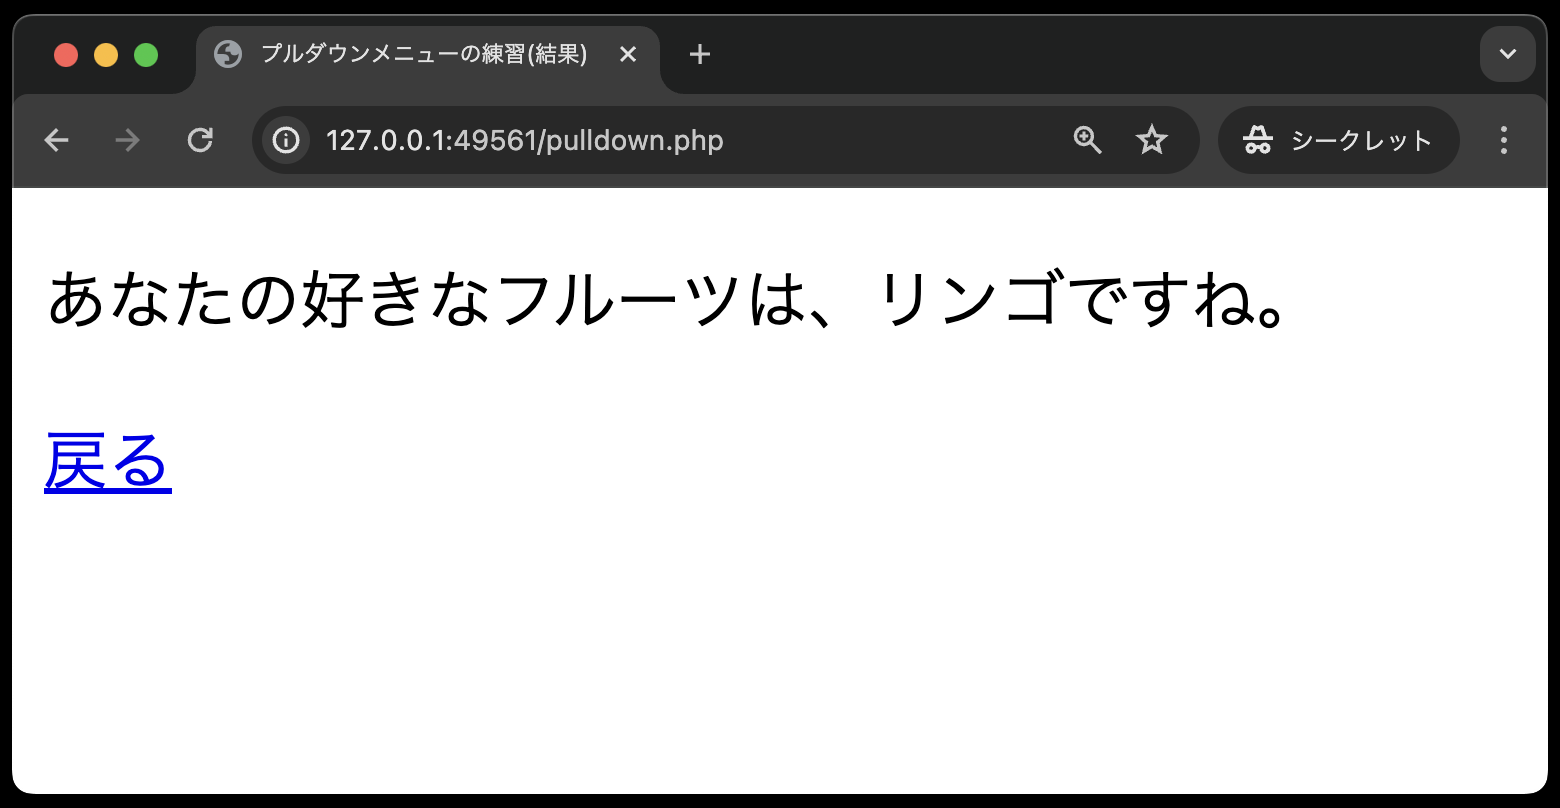 プルダウンメニューの練習(結果)
127.0.0.1:49561/pulldown.php
シークレット
あなたの好きなフルーツは、リンゴですね。
戻る